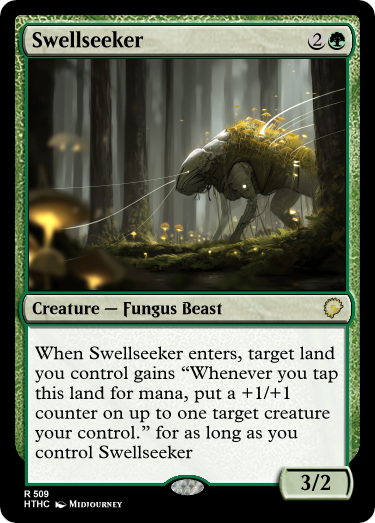 Swellseeker 2
Creature — Fungus Beast
When Swellseeker enters, target land
you control gains “Whenever you tap
this land for mana, put a +1/+1
counter on up to one target creature
your control.” for as long as you
control Swellseeker
3/2
R 509
HTHC Midjourney